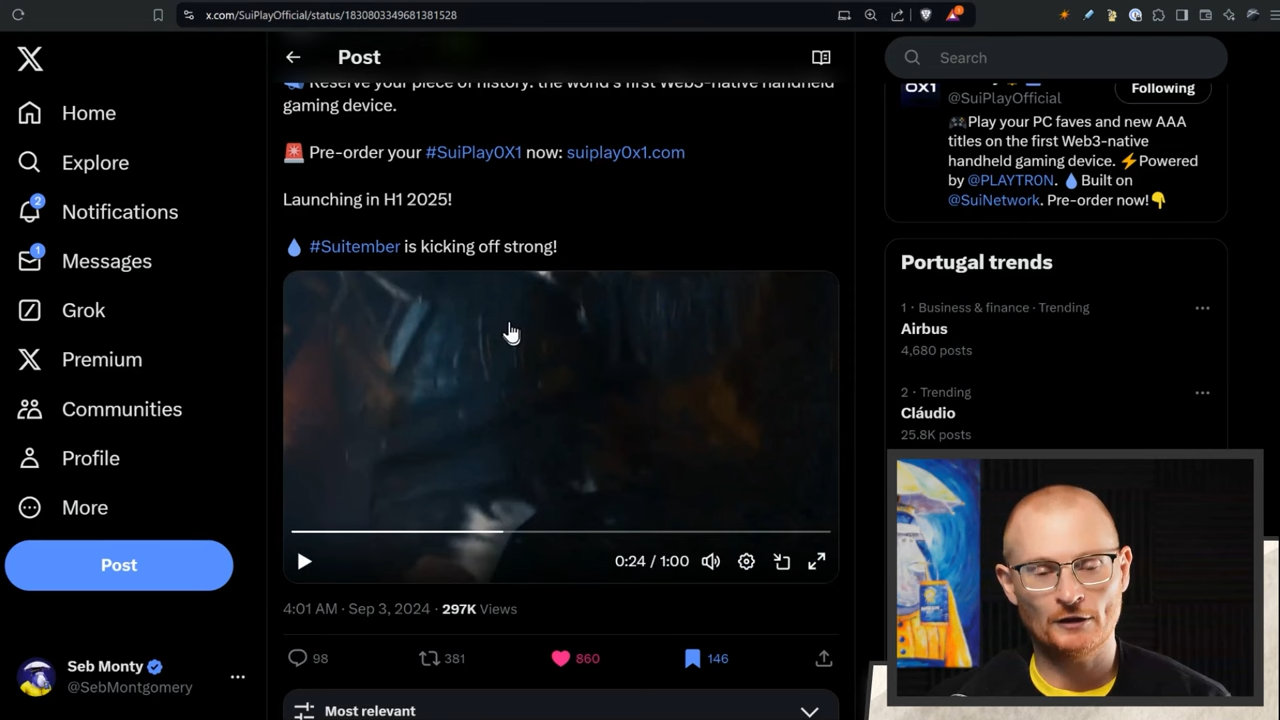 x.com/SuiPlayOfficial/status/1830803349681381528
Post
Search
Home
Explore
2
Notifications
1
Messages
Grok
Premium
Communities
Profile
More
Post
Seb Monty
@SebMontgomery
Reserve your piece of history: the world's first Web3-native handheld
gaming device.
🚨 Pre-order your #SuiPlay0X1 now: suiplay0x1.com
Launching in H1 2025!
💧 #Suitember is kicking off strong!
0:24 / 1:00
4:01 AM · Sep 3, 2024 · 297K Views
98
381
860
146
Most relevant
0X1
@SuiPlayOfficial
Following
🎮Play your PC faves and new AAA
titles on the first Web3-native
handheld gaming device. ⚡Powered
by @PLAYTR0N. 💧Built on
@SuiNetwork. Pre-order now!👇
Portugal trends
1 · Business & finance · Trending
Airbus
4,680 posts
2 · Trending
Cláudio
25.8K posts